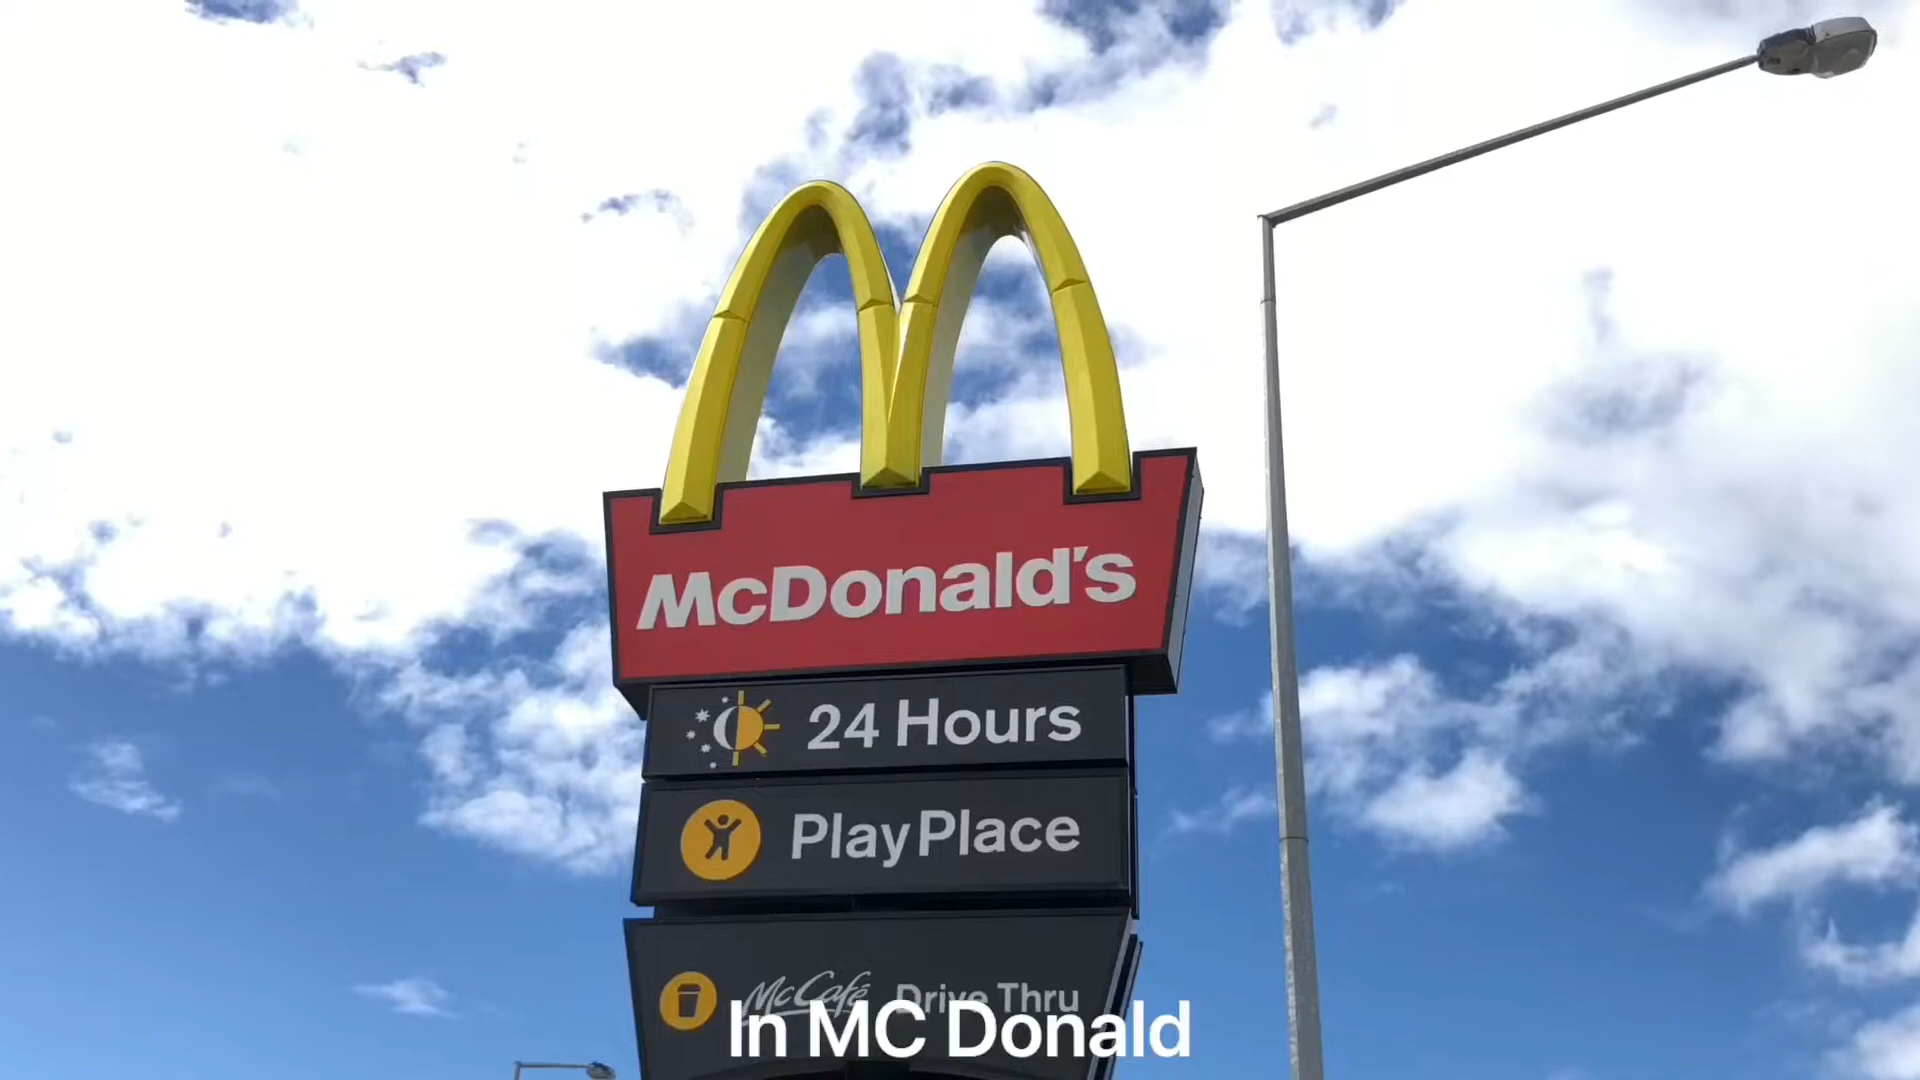 McDonald's
24 Hours
PlayPlace
McCafé Drive Thru
In MC Donald